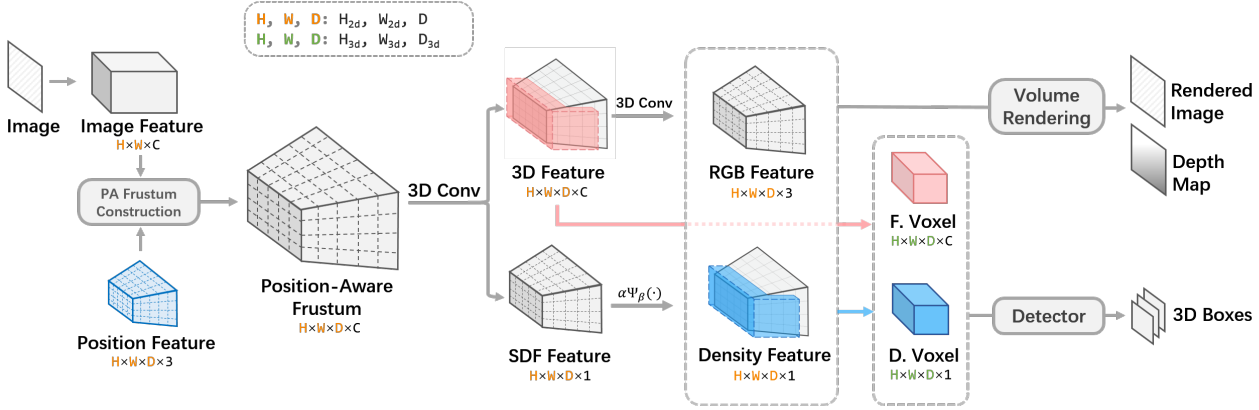 H, W, D: H2d, W2d, D
H, W, D: H3d, W3d, D3d
Image
Image Feature
H×W×C
PA Frustum
Construction
Position Feature
H×W×D×3
Position-Aware
Frustum
H×W×D×C
3D Conv
3D Feature
H×W×D×C
3D Conv
RGB Feature
H×W×D×3
SDF Feature
H×W×D×1
αΨβ(·)
Density Feature
H×W×D×1
F. Voxel
H×W×D×C
D. Voxel
H×W×D×1
Volume
Rendering
Rendered
Image
Depth
Map
Detector
3D Boxes